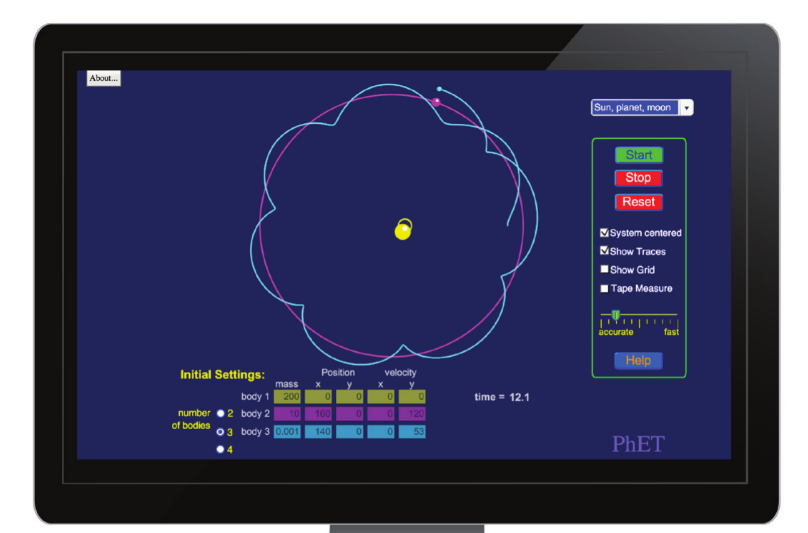 About...
Sun, planet, moon
Start
Stop
Reset
System centered
Show Traces
Show Grid
Tape Measure
accurate fast
Help
Initial Settings:
Position velocity
mass x y x y
body 1 200 0 0 0 0
number of bodies
2 body 2 10 160 0 0 120
3 body 3 0.001 140 0 0 53
4
time = 12.1
PhET